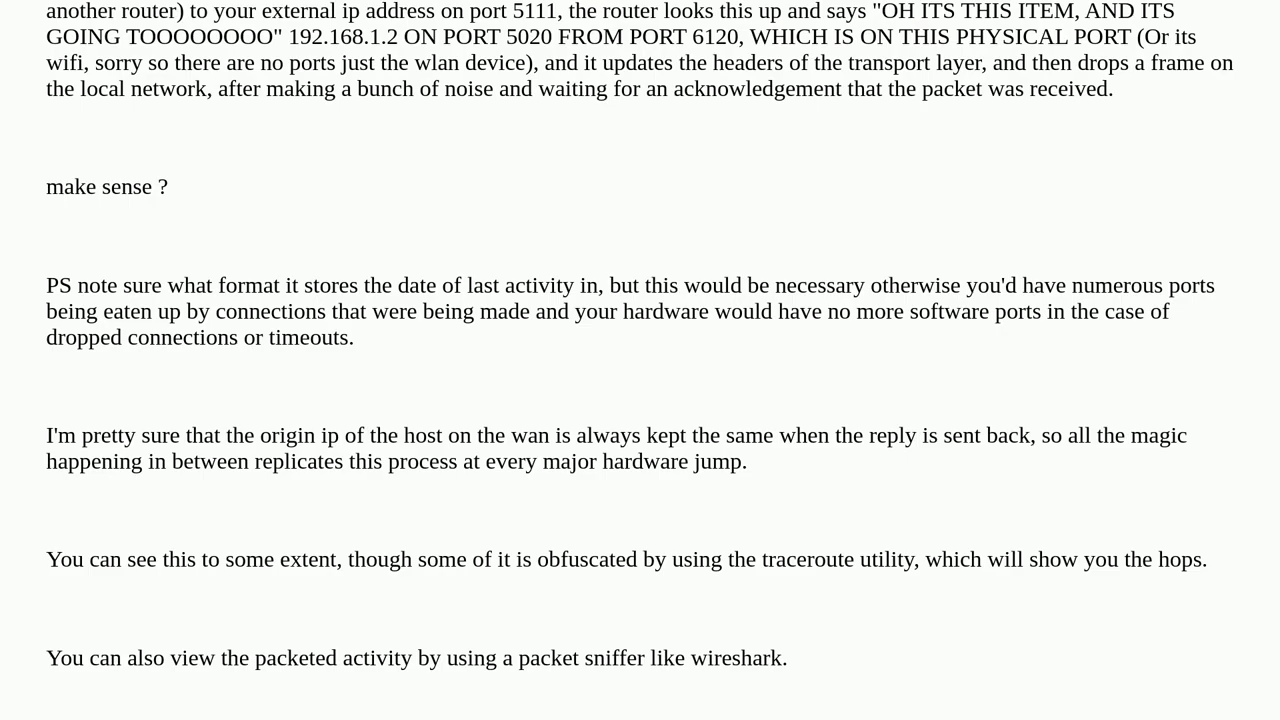 another router) to your external ip address on port 5111, the router looks this up and says "OH ITS THIS ITEM, AND ITS
GOING TOOOOOOOO" 192.168.1.2 ON PORT 5020 FROM PORT 6120, WHICH IS ON THIS PHYSICAL PORT (Or its
wifi, sorry so there are no ports just the wlan device), and it updates the headers of the transport layer, and then drops a frame on
the local network, after making a bunch of noise and waiting for an acknowledgement that the packet was received.
make sense ?
PS note sure what format it stores the date of last activity in, but this would be necessary otherwise you'd have numerous ports
being eaten up by connections that were being made and your hardware would have no more software ports in the case of
dropped connections or timeouts.
I'm pretty sure that the origin ip of the host on the wan is always kept the same when the reply is sent back, so all the magic
happening in between replicates this process at every major hardware jump.
You can see this to some extent, though some of it is obfuscated by using the traceroute utility, which will show you the hops.
You can also view the packeted activity by using a packet sniffer like wireshark.